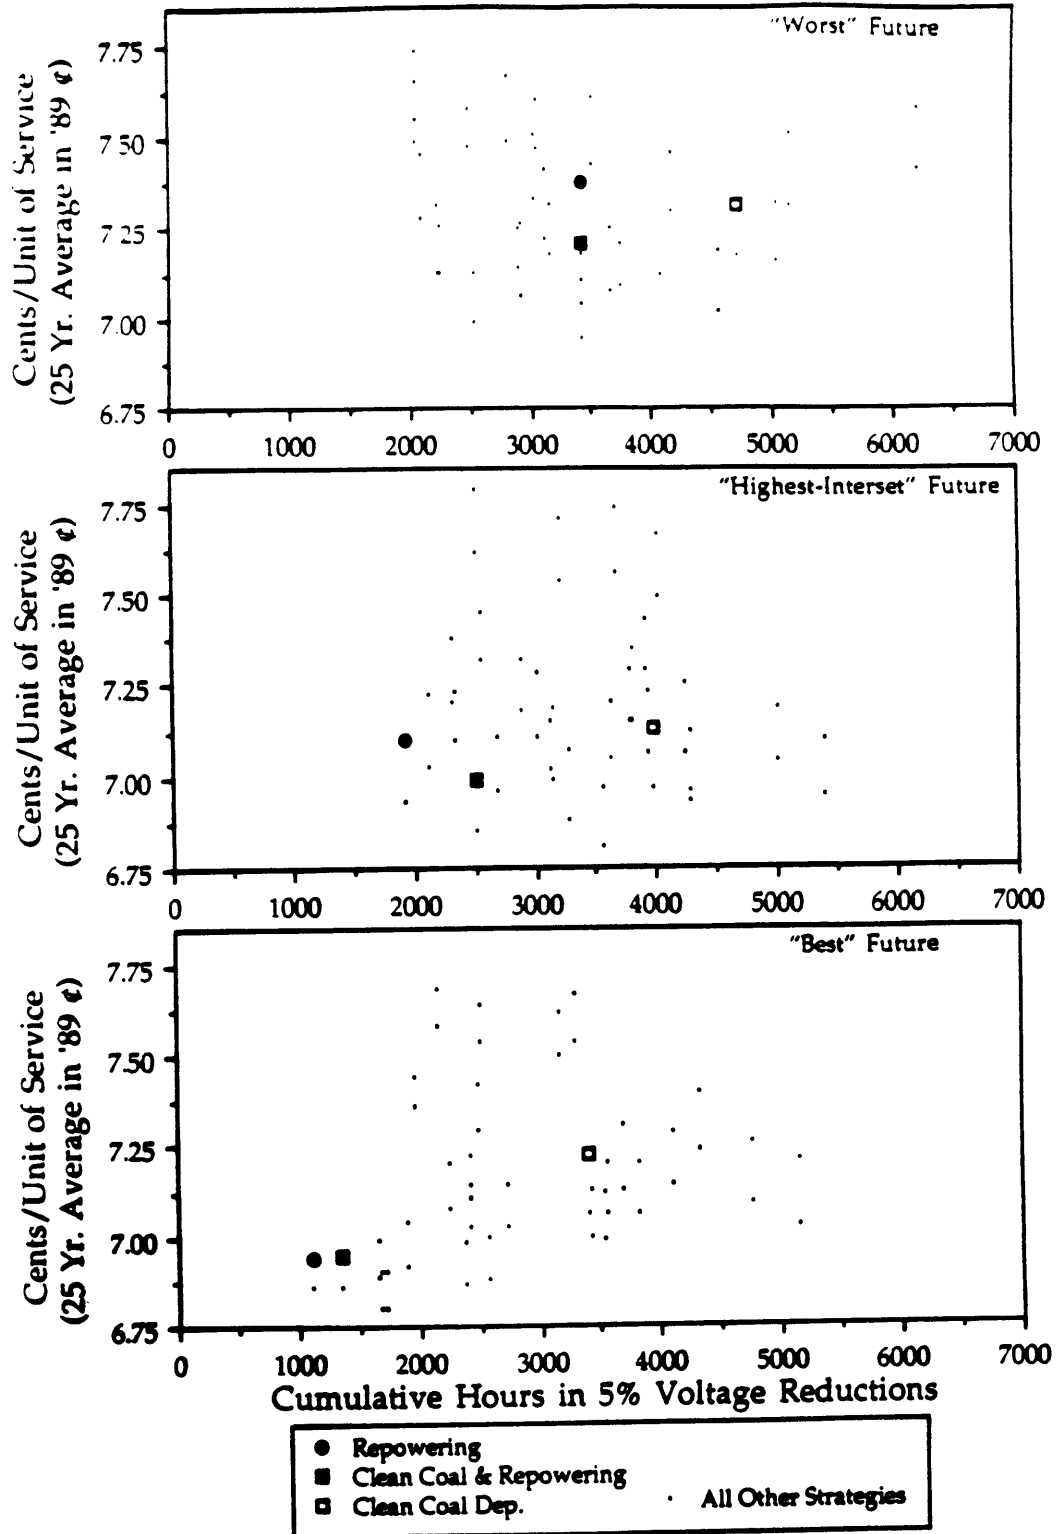 "Worst" Future
Cents/Unit of Service
(25 Yr. Average in '89 ¢)
7.75
7.50
7.25
7.00
6.75
0 1000 2000 3000 4000 5000 6000 7000
"Highest-Interset" Future
Cents/Unit of Service
(25 Yr. Average in '89 ¢)
7.75
7.50
7.25
7.00
6.75
0 1000 2000 3000 4000 5000 6000 7000
"Best" Future
Cents/Unit of Service
(25 Yr. Average in '89 ¢)
7.75
7.50
7.25
7.00
6.75
0 1000 2000 3000 4000 5000 6000 7000
Cumulative Hours in 5% Voltage Reductions
Repowering
Clean Coal & Repowering
Clean Coal Dep.
All Other Strategies